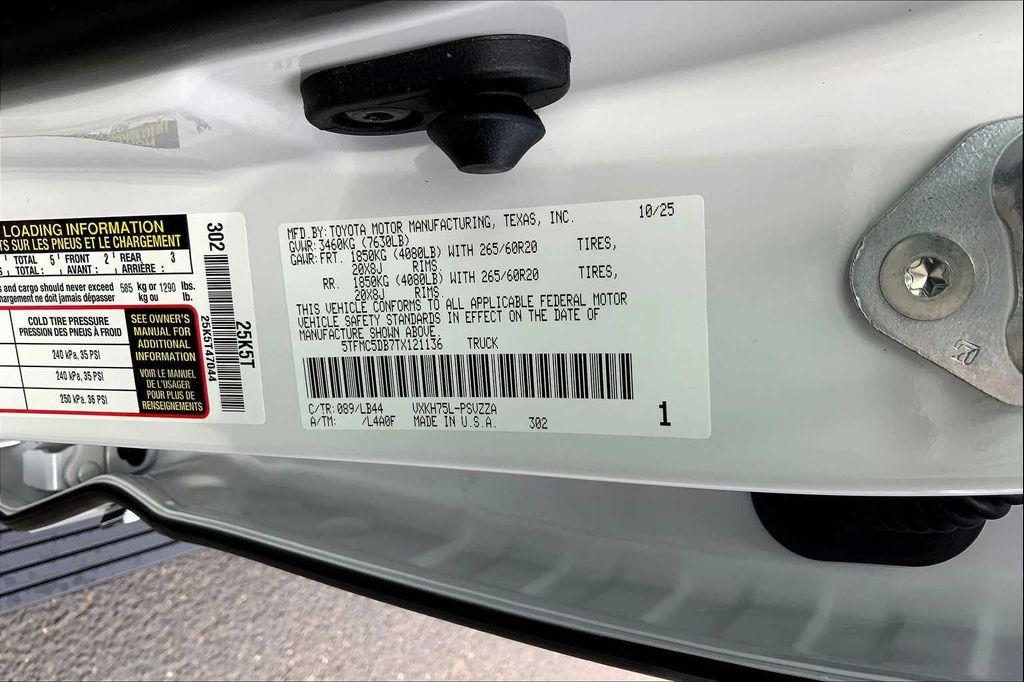 LOADING INFORMATION
TS SUR LES PNEUS ET LE CHARGEMENT
TOTAL 5 FRONT 2 REAR 3
TOTAL : AVANT : ARRIÈRE :
and cargo should never exceed 585 kg or 1290 lbs.
chargement ne doit jamais dépasser kg ou lb.
COLD TIRE PRESSURE
PRESSION DES PNEUS À FROID
240 kPa, 35 PSI
240 kPa, 35 PSI
250 kPa, 36 PSI
SEE OWNER'S
MANUAL FOR
ADDITIONAL
INFORMATION
VOIR LE MANUEL
DE L'USAGER
POUR PLUS DE
RENSEIGNEMENTS
302
25K5T
25K5T47044
MFD.BY:TOYOTA MOTOR MANUFACTURING, TEXAS, INC. 10/25
GVWR:3460KG (7630LB)
GAWR:FRT. 1850KG (4080LB) WITH 265/60R20 TIRES,
20X8J RIMS
RR. 1850KG (4080LB) WITH 265/60R20 TIRES,
20X8J RIMS
THIS VEHICLE CONFORMS TO ALL APPLICABLE FEDERAL MOTOR
VEHICLE SAFETY STANDARDS IN EFFECT ON THE DATE OF
MANUFACTURE SHOWN ABOVE.
5TFMC5DB7TX121136 TRUCK
C/TR:089/LB44 VXKH75L-PSVZZA
A/TM: /L4A0F MADE IN U.S.A. 302
1